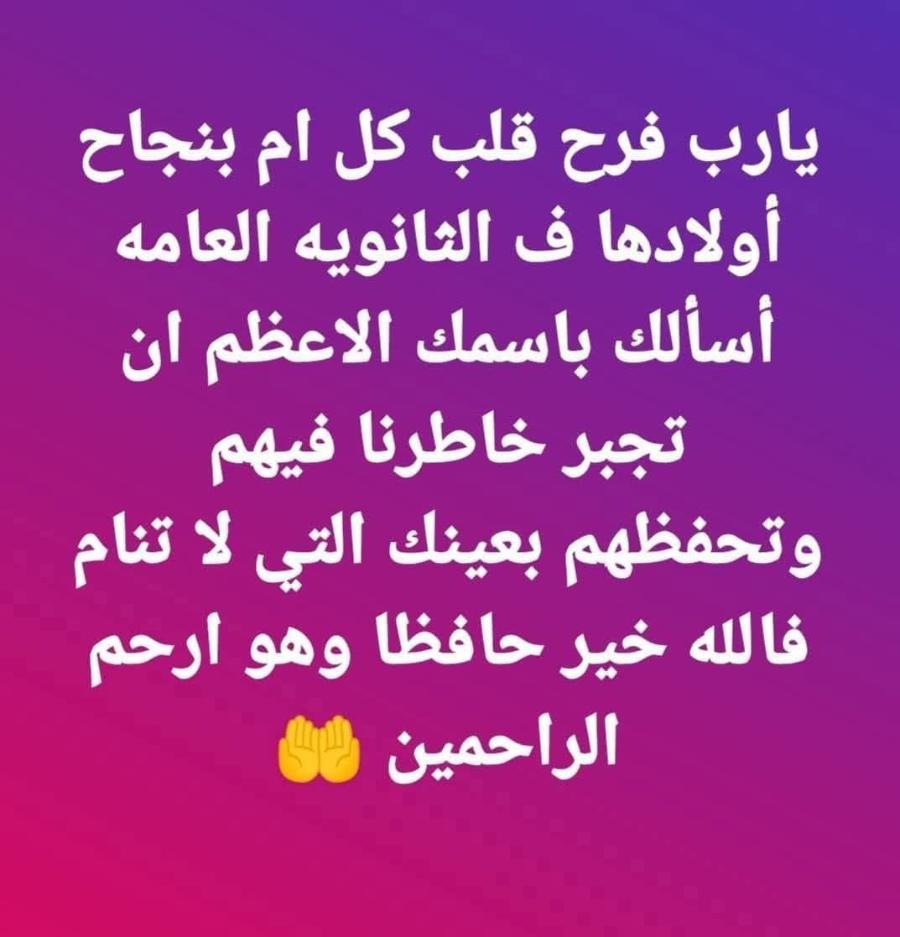 يارب فرح قلب كل ام بنجاح
أولادها ف الثانويه العامه
أسألك باسمك الاعظم ان
تجبر خاطرنا فيهم
وتحفظهم بعينك التي لا تنام
فالله خير حافظا وهو ارحم
الراحمين 🤲